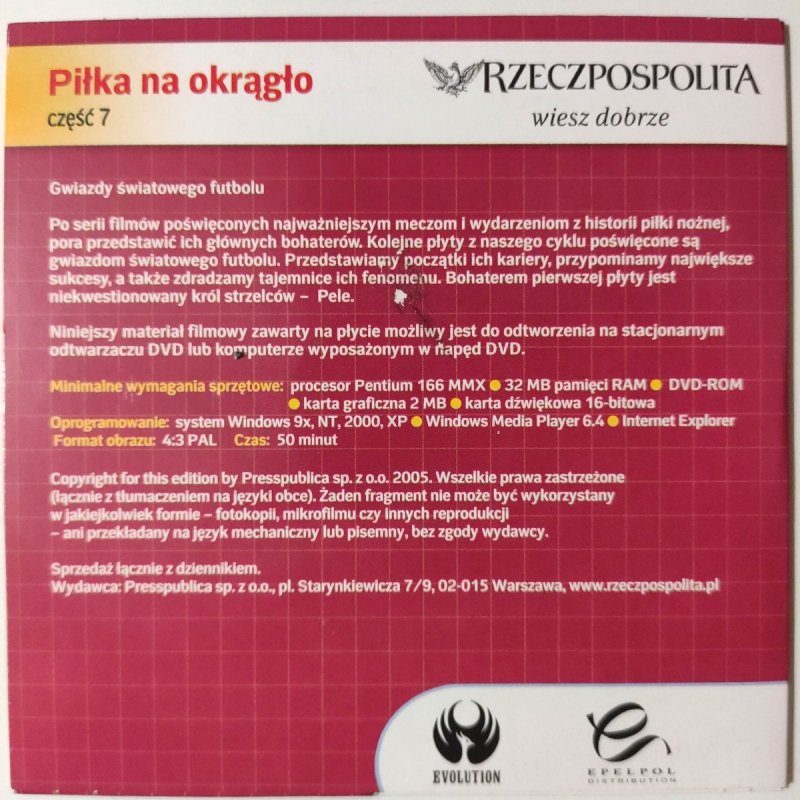 Piłka na okrągło
część 7
RZECZPOSPOLITA
wiesz dobrze
Gwiazdy światowego futbolu
Po serii filmów poświęconych najważniejszym meczom i wydarzeniom z historii piłki nożnej,
pora przedstawić ich głównych bohaterów. Kolejne płyty z naszego cyklu poświęcone są
gwiazdom światowego futbolu. Przedstawiamy początki ich kariery, przypominamy największe
sukcesy, a także zdradzamy tajemnice ich fenomenu. Bohaterem pierwszej płyty jest
niekwestionowany król strzelców – Pele.
Niniejszy materiał filmowy zawarty na płycie możliwy jest do odtworzenia na stacjonarnym
odtwarzaczu DVD lub komputerze wyposażonym w napęd DVD.
Minimalne wymagania sprzętowe: procesor Pentium 166 MMX ● 32 MB pamięci RAM ● DVD-ROM
● karta graficzna 2 MB ● karta dźwiękowa 16-bitowa
Oprogramowanie: system Windows 9x, NT, 2000, XP ● Windows Media Player 6.4 ● Internet Explorer
Format obrazu: 4:3 PAL Czas: 50 minut
Copyright for this edition by Presspublica sp. z o.o. 2005. Wszelkie prawa zastrzeżone
(łącznie z tłumaczeniem na języki obce). Żaden fragment nie może być wykorzystany
w jakiejkolwiek formie – fotokopii, mikrofilmu czy innych reprodukcji
– ani przekładany na język mechaniczny lub pisemny, bez zgody wydawcy.
Sprzedaż łącznie z dziennikiem.
Wydawca: Presspublica sp. z o.o., pl. Starynkiewicza 7/9, 02-015 Warszawa, www.rzeczpospolita.pl
EVOLUTION
EPELPOL
DISTRIBUTION